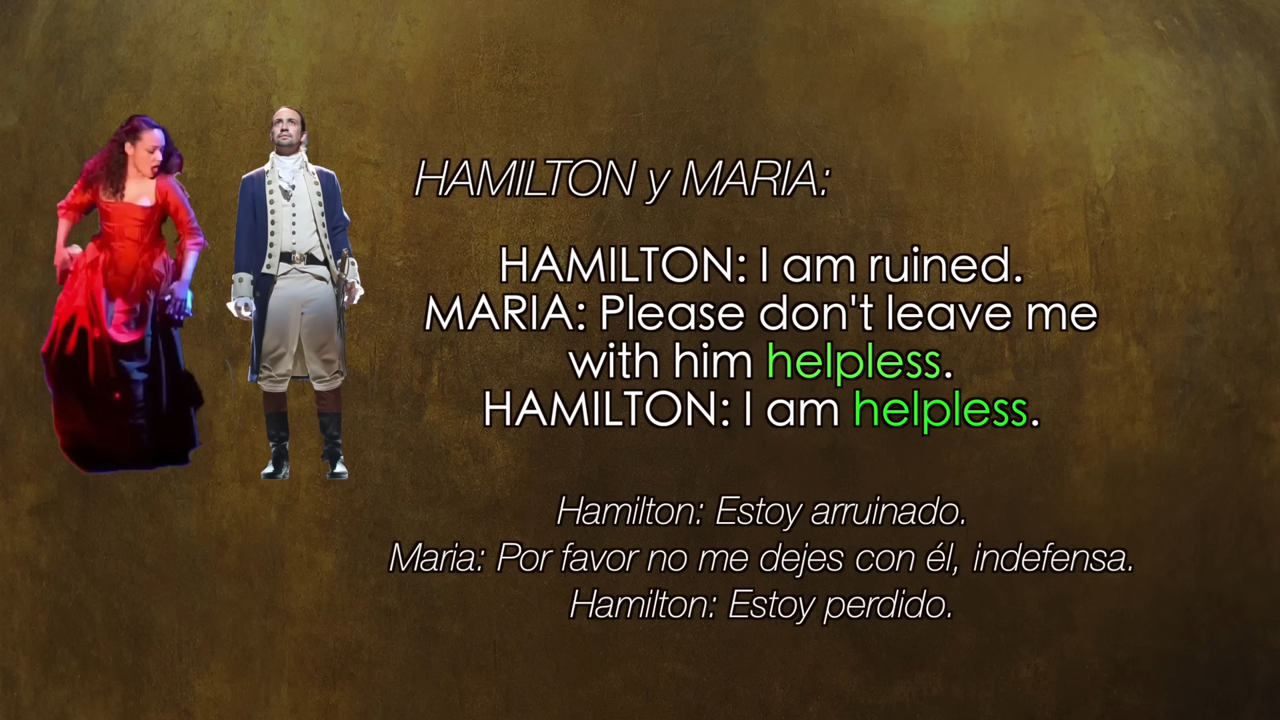 HAMILTON y MARIA:
HAMILTON: I am ruined.
MARIA: Please don't leave me
with him helpless.
HAMILTON: I am helpless.
Hamilton: Estoy arruinado.
Maria: Por favor no me dejes con él, indefensa.
Hamilton: Estoy perdido.